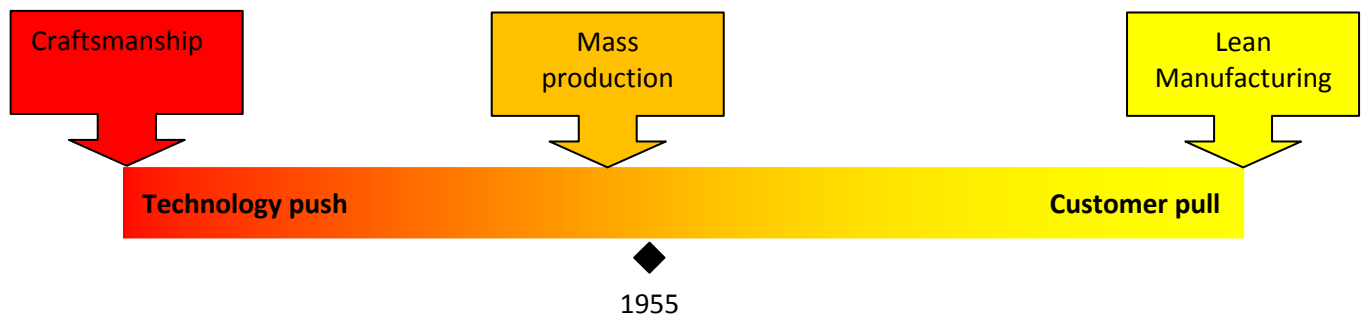 Craftsmanship
Mass
production
Lean
Manufacturing
Technology push
Customer pull
1955